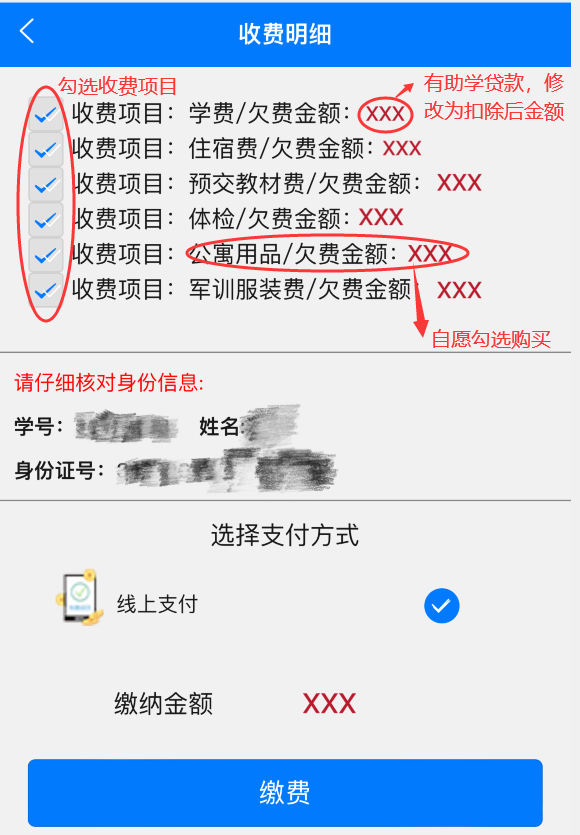 收费明细
勾选收费项目
有助学贷款，修
改为扣除后金额
收费项目：学费/欠费金额：XXX
收费项目：住宿费/欠费金额：XXX
收费项目：预交教材费/欠费金额：XXX
收费项目：体检/欠费金额：XXX
收费项目：公寓用品/欠费金额：XXX
收费项目：军训服装费/欠费金额 XXX
自愿勾选购买
请仔细核对身份信息:
学号： 姓名
身份证号：
选择支付方式
线上支付
缴纳金额 XXX
缴费